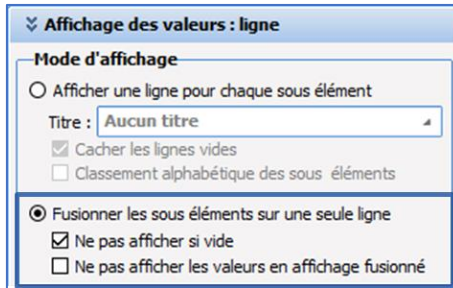 Affichage des valeurs : ligne
Mode d'affichage
Afficher une ligne pour chaque sous élément
Titre : Aucun titre
Cacher les lignes vides
Classement alphabétique des sous éléments
Fusionner les sous éléments sur une seule ligne
Ne pas afficher si vide
Ne pas afficher les valeurs en affichage fusionné